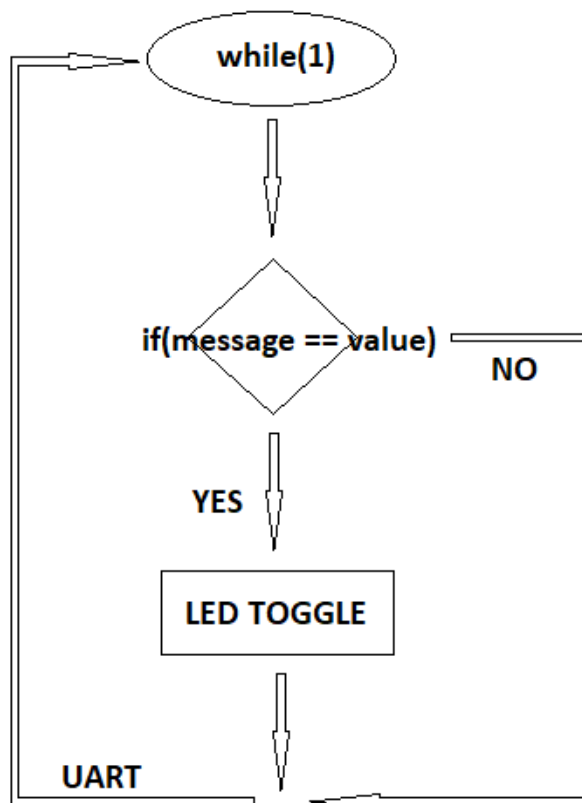 while(1)
if(message == value)
NO
YES
LED TOGGLE
UART